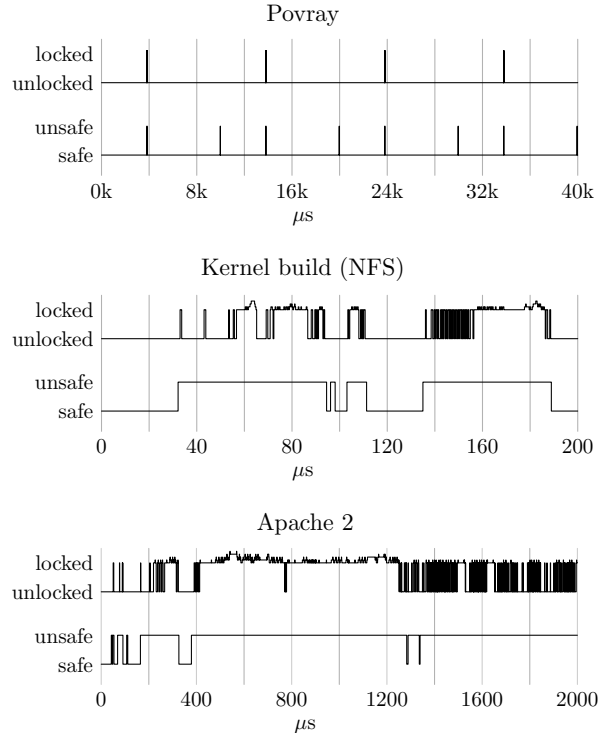 Povray
locked
unlocked
unsafe
safe
0k 8k 16k 24k 32k 40k
μs
Kernel build (NFS)
locked
unlocked
unsafe
safe
0 40 80 120 160 200
μs
Apache 2
locked
unlocked
unsafe
safe
0 400 800 1200 1600 2000
μs